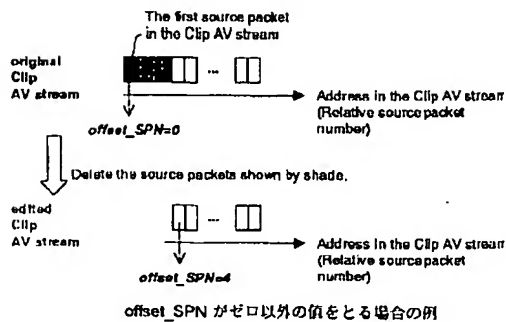 The first source packet
in the Clip AV stream
original
Clip
AV stream
...
Address in the Clip AV stream
(Relative source packet
number)
offset_SPN=0
Delete the source packets shown by shade.
edited
Clip
AV stream
...
Address in the Clip AV stream
(Relative source packet
number)
offset_SPN=4
offset_SPN がゼロ以外の値をとる場合の例